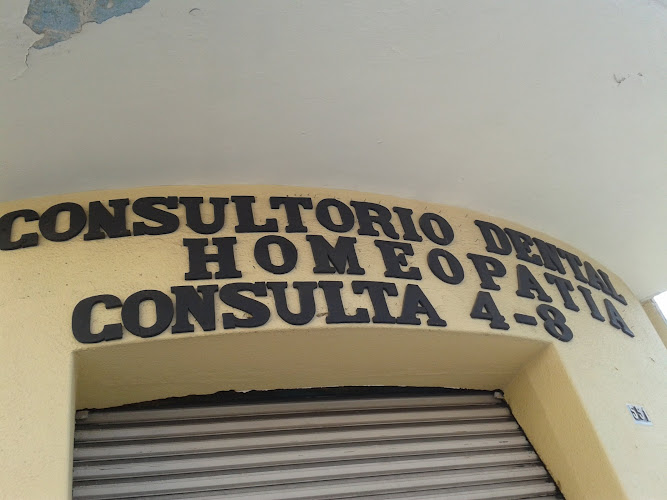 CONSULTORIO DENTAL
HOMEOPATIA
CONSULTA 4-8